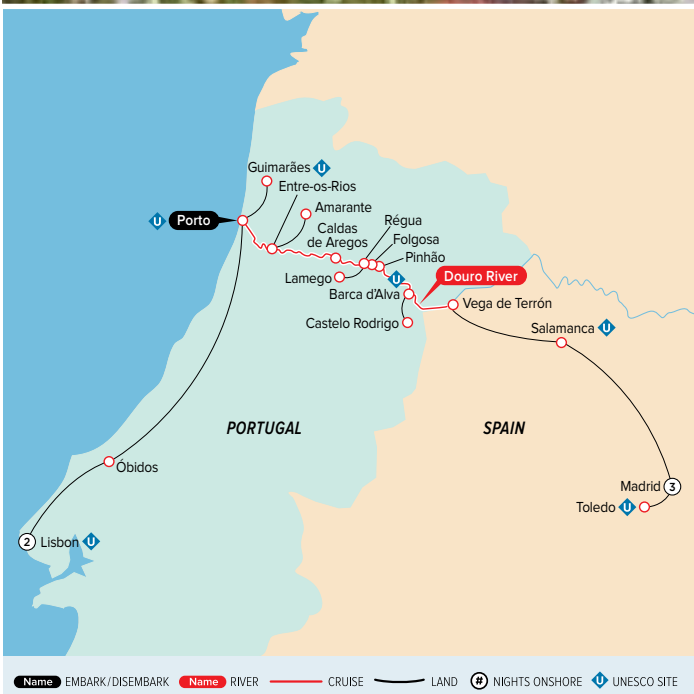 Guimarães U
Entre-os-Rios
Amarante
U Porto
Caldas
de Aregos
Régua
Folgosa
Pinhão
Lamego
U
Douro River
Barca d'Alva
Vega de Terrón
Castelo Rodrigo
Salamanca U
PORTUGAL
SPAIN
Óbidos
Madrid 3
Toledo U
2 Lisbon U
Name EMBARK/DISEMBARK Name RIVER CRUISE LAND # NIGHTS ONSHORE U UNESCO SITE